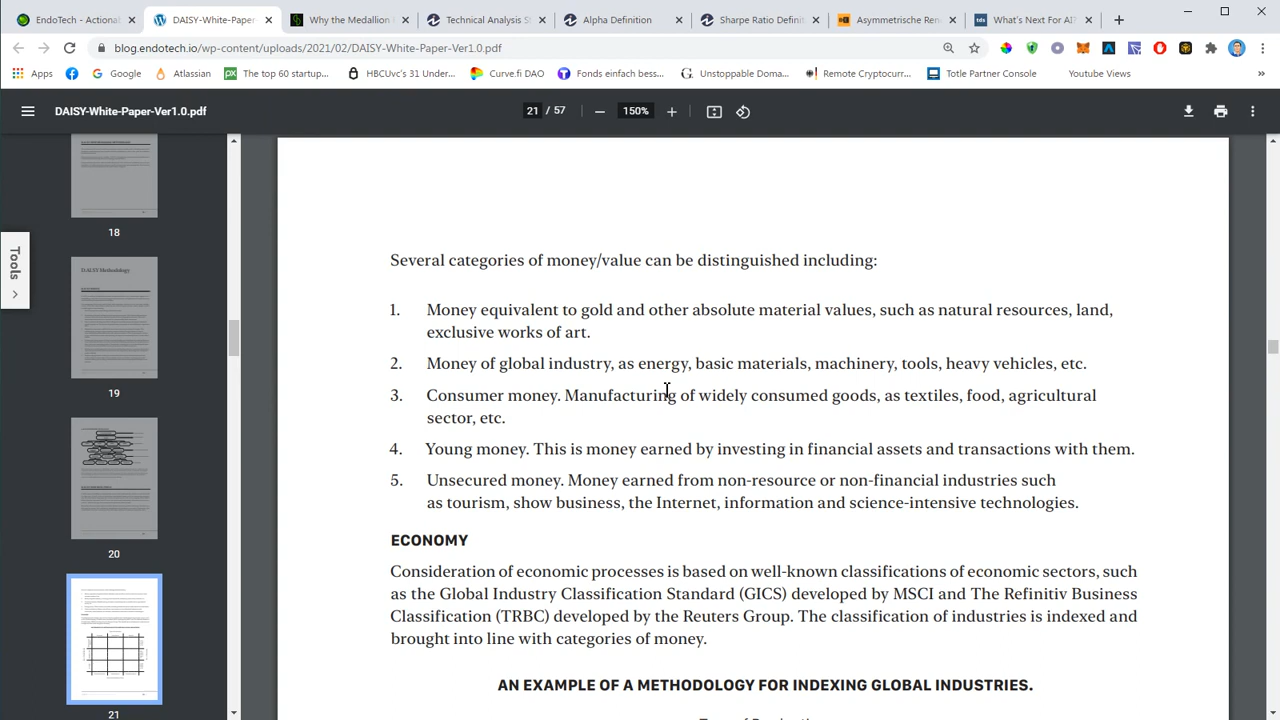 EndoTech - Actional
DAISY-White-Paper-
Why the Medallion
Technical Analysis S
Alpha Definition
Sharpe Ratio Definit
Asymmetrische Ren
What's Next For AI?
blog.endotech.io/wp-content/uploads/2021/02/DAISY-White-Paper-Ver1.0.pdf
Apps
Google
Atlassian
The top 60 startup...
HBCUvc's 31 Under...
Curve.fi DAO
Fonds einfach bess...
Unstoppable Doma...
Remote Cryptocurr...
Totle Partner Console
Youtube Views
DAISY-White-Paper-Ver1.0.pdf
21 / 57
150%
Tools
18
19
20
21
Several categories of money/value can be distinguished including:
1. Money equivalent to gold and other absolute material values, such as natural resources, land,
exclusive works of art.
2. Money of global industry, as energy, basic materials, machinery, tools, heavy vehicles, etc.
3. Consumer money. Manufacturing of widely consumed goods, as textiles, food, agricultural
sector, etc.
4. Young money. This is money earned by investing in financial assets and transactions with them.
5. Unsecured money. Money earned from non-resource or non-financial industries such
as tourism, show business, the Internet, information and science-intensive technologies.
ECONOMY
Consideration of economic processes is based on well-known classifications of economic sectors, such
as the Global Industry Classification Standard (GICS) developed by MSCI and The Refinitiv Business
Classification (TRBC) developed by the Reuters Group. The classification of industries is indexed and
brought into line with categories of money.
AN EXAMPLE OF A METHODOLOGY FOR INDEXING GLOBAL INDUSTRIES.